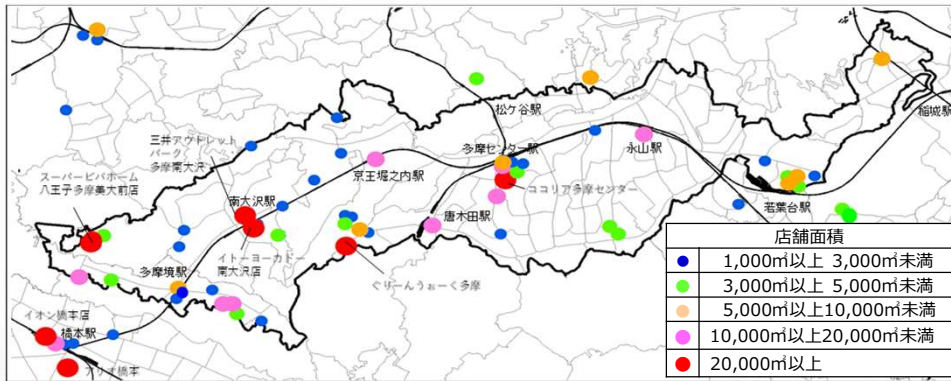 松ケ谷駅
稲城駅
三井アウトレット
パーク
多摩南大沢
多摩センター駅
永山駅
スーパービバホーム
八王子多摩美大前店
京王堀之内駅
ココリア多摩センター
南大沢駅
唐木田駅
若葉台駅
多摩境駅
イトーヨーカドー
南大沢店
ぐりーんうぉーく多摩
イオン橋本店
橋本駅
アリオ橋本
店舗面積
1,000㎡以上 3,000㎡未満
3,000㎡以上 5,000㎡未満
5,000㎡以上10,000㎡未満
10,000㎡以上20,000㎡未満
20,000㎡以上